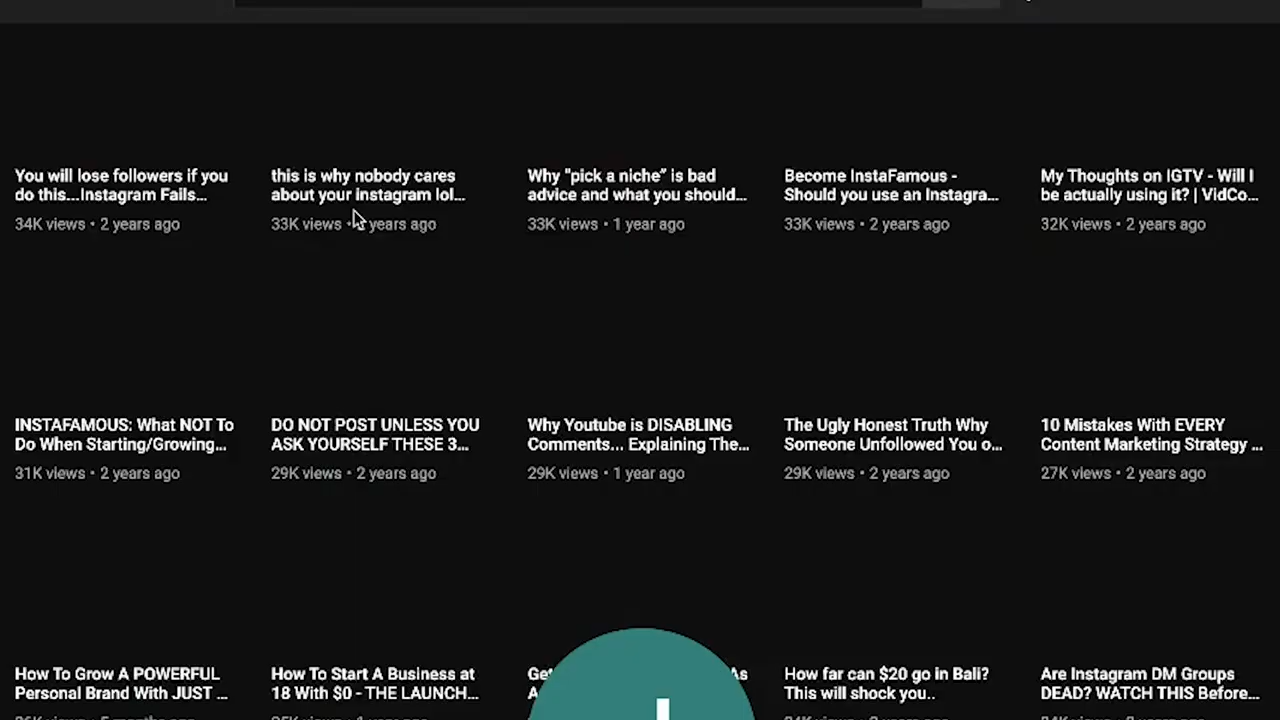 You will lose followers if you
do this...Instagram Fails...
34K views • 2 years ago
this is why nobody cares
about your instagram lol...
33K views • years ago
Why "pick a niche" is bad
advice and what you should...
33K views • 1 year ago
Become InstaFamous -
Should you use an Instagra...
33K views • 2 years ago
My Thoughts on IGTV - Will I
be actually using it? | VidCo...
32K views • 2 years ago
INSTAFAMOUS: What NOT To
Do When Starting/Growing...
31K views • 2 years ago
DO NOT POST UNLESS YOU
ASK YOURSELF THESE 3...
29K views • 2 years ago
Why Youtube is DISABLING
Comments... Explaining The...
29K views • 1 year ago
The Ugly Honest Truth Why
Someone Unfollowed You o...
29K views • 2 years ago
10 Mistakes With EVERY
Content Marketing Strategy ...
27K views • 2 years ago
How To Grow A POWERFUL
Personal Brand With JUST ...
How To Start A Business at
18 With $0 - THE LAUNCH...
How far can $20 go in Bali?
This will shock you..
Are Instagram DM Groups
DEAD? WATCH THIS Before...